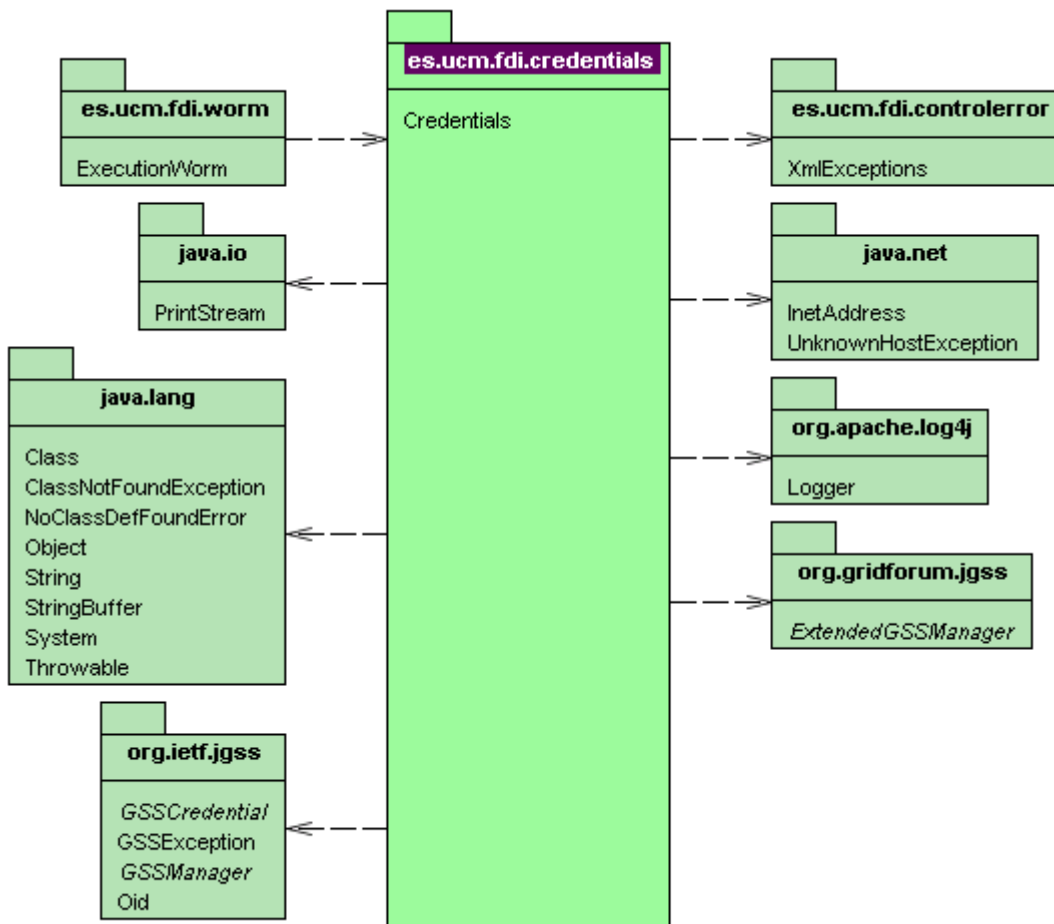 es.ucm.fdi.credentials
Credentials
es.ucm.fdi.worm
ExecutionWorm
java.io
PrintStream
java.lang
Class
ClassNotFoundException
NoClassDefFoundError
Object
String
StringBuffer
System
Throwable
org.ietf.jgss
GSSCredential
GSSException
GSSManager
Oid
es.ucm.fdi.controlerror
XmlExceptions
java.net
InetAddress
UnknownHostException
org.apache.log4j
Logger
org.gridforum.jgss
ExtendedGSSManager